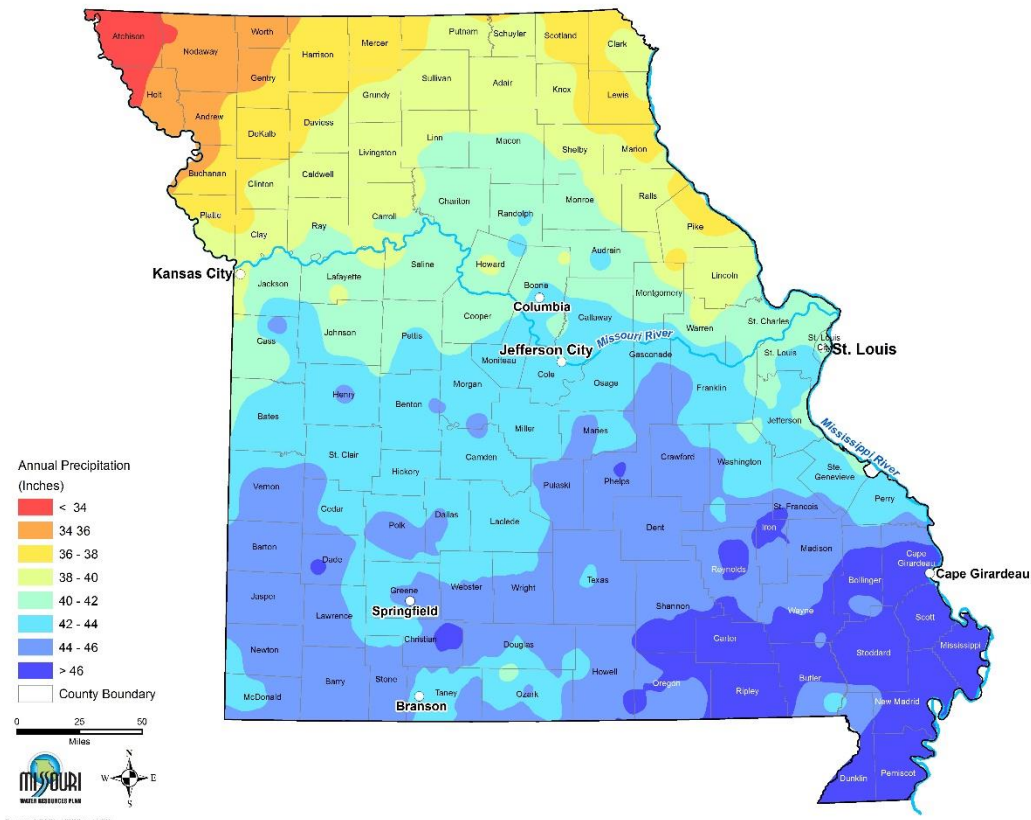 Atchison
Nodaway
Worth
Harrison
Mercer
Putnam
Schuyler
Scotland
Clark
Holt
Gentry
Sullivan
Adair
Knox
Lewis
Andrew
DeKalb
Daviess
Grundy
Linn
Macon
Shelby
Marion
Buchanan
Clinton
Caldwell
Livingston
Chariton
Randolph
Monroe
Ralls
Platte
Clay
Ray
Carroll
Pike
Kansas City
Jackson
Lafayette
Saline
Howard
Boone
Audrain
Lincoln
Columbia
Montgomery
Callaway
Warren
St. Charles
Cass
Johnson
Pettis
Cooper
Moniteau
Jefferson City
Missouri River
Cole
Gasconade
St. Louis
St. Louis
City
St. Louis
Bates
Henry
Benton
Morgan
Miller
Osage
Franklin
Jefferson
Mississippi River
St. Clair
Hickory
Camden
Maries
Crawford
Washington
Ste.
Genevieve
Perry
Vernon
Cedar
Polk
Dallas
Laclede
Pulaski
Phelps
Dent
St. Francois
Iron
Madison
Barton
Dade
Greene
Webster
Wright
Texas
Reynolds
Bollinger
Cape
Girardeau
Cape Girardeau
Jasper
Lawrence
Springfield
Christian
Douglas
Shannon
Carter
Wayne
Scott
Mississippi
Stoddard
Newton
McDonald
Barry
Stone
Taney
Branson
Ozark
Howell
Oregon
Ripley
Butler
New Madrid
Dunklin
Pemiscot
Annual Precipitation
(Inches)
< 34
34 36
36 - 38
38 - 40
40 - 42
42 - 44
44 - 46
> 46
County Boundary
0 25 50
Miles
MISSOURI
WATER RESOURCES PLAN
N
W E
S